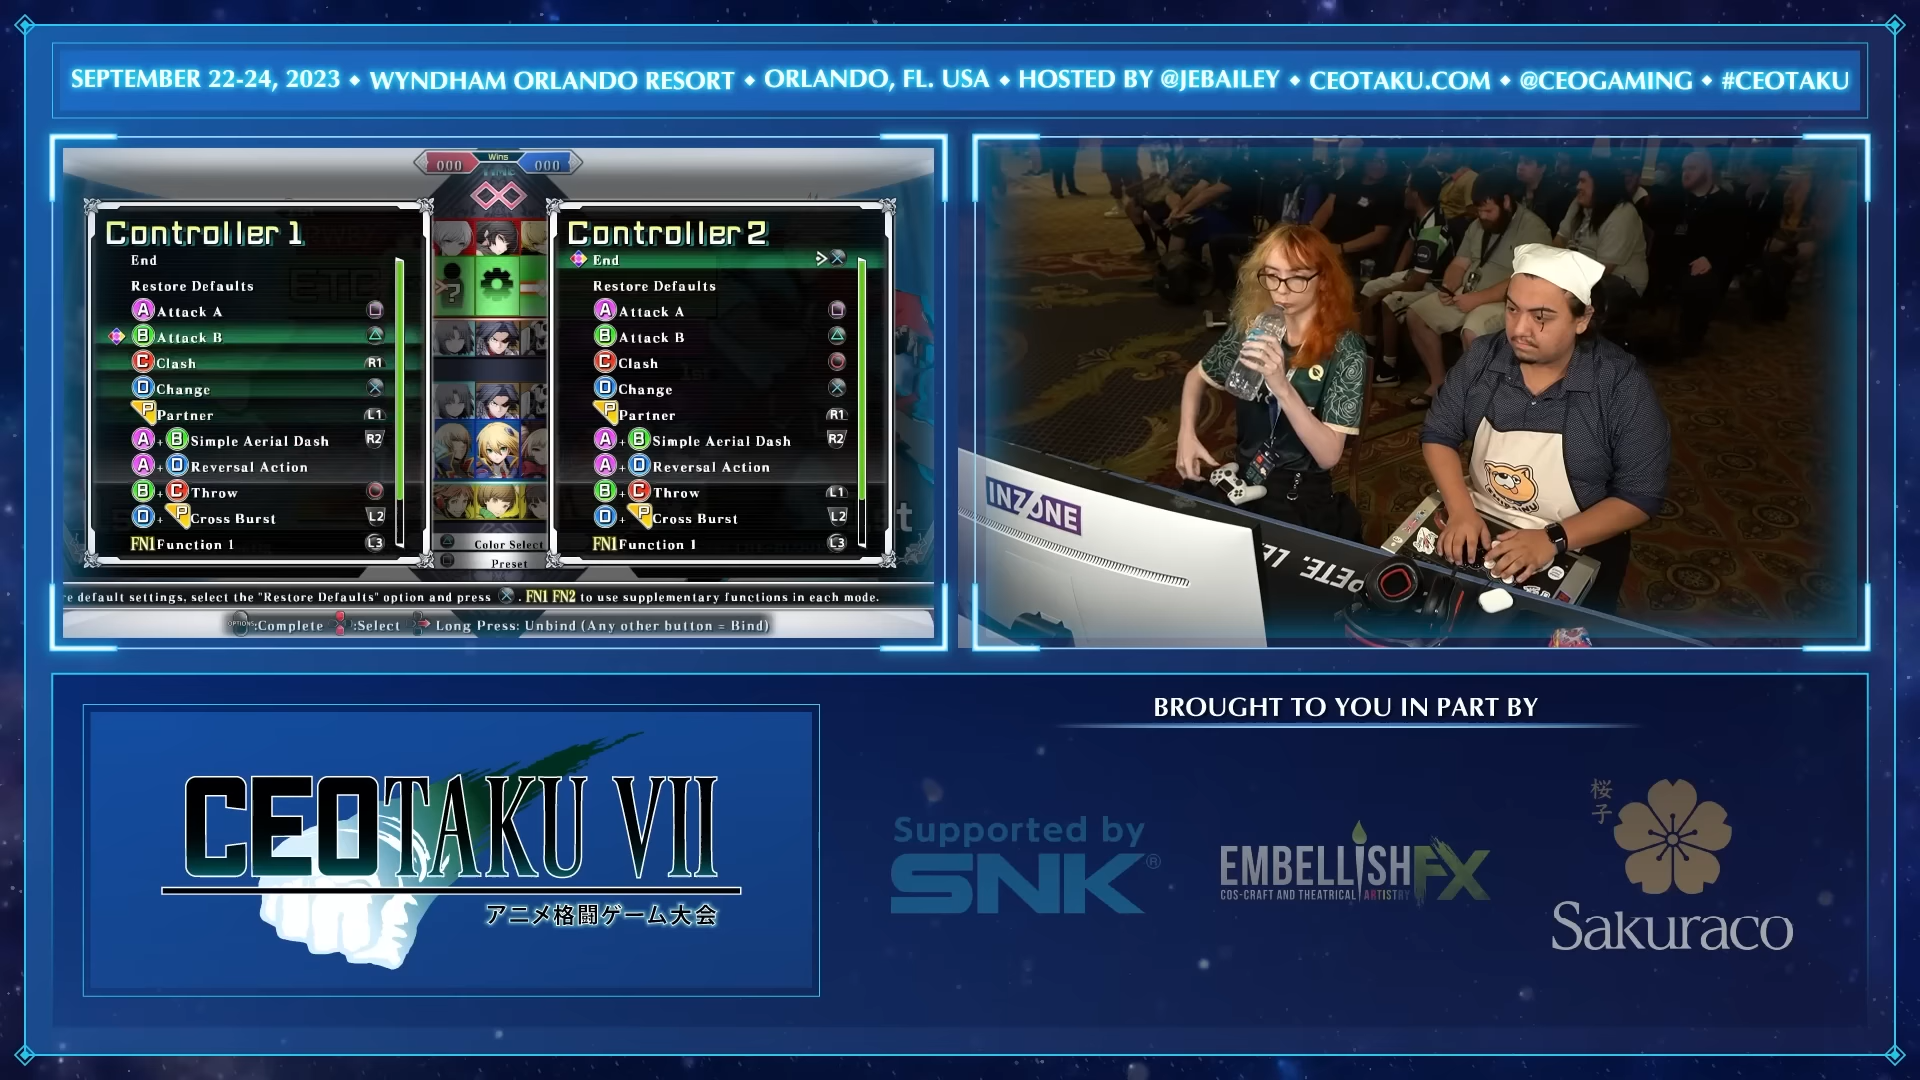 SEPTEMBER 22-24, 2023 ◆ WYNDHAM ORLANDO RESORT ◆ ORLANDO, FL. USA ◆ HOSTED BY @JEBAILEY ◆ CEOTAKU.COM ◆ @CEOGAMING ◆ #CEOTAKU
000 Wins 000
Controller 1
End
Restore Defaults
A Attack A
B Attack B
C Clash R1
D Change
P Partner L1
A + B Simple Aerial Dash R2
A + D Reversal Action
B + C Throw
D + P Cross Burst L2
FN1 Function 1 L3
Controller 2
End
Restore Defaults
A Attack A
B Attack B
C Clash
D Change
P Partner R1
A + B Simple Aerial Dash R2
A + D Reversal Action
B + C Throw L1
D + P Cross Burst L2
FN1 Function 1 L3
?
Color Select
Preset
default settings, select the "Restore Defaults" option and press . FN1 FN2 to use supplementary functions in each mode.
OPTIONS :Complete :Select Long Press: Unbind (Any other button = Bind)
INZONE
CEOTAKU VII
アニメ格闘ゲーム大会
BROUGHT TO YOU IN PART BY
Supported by
SNK®
EMBELLISHFX
COS-CRAFT AND THEATRICAL ARTISTRY
桜子
Sakuraco